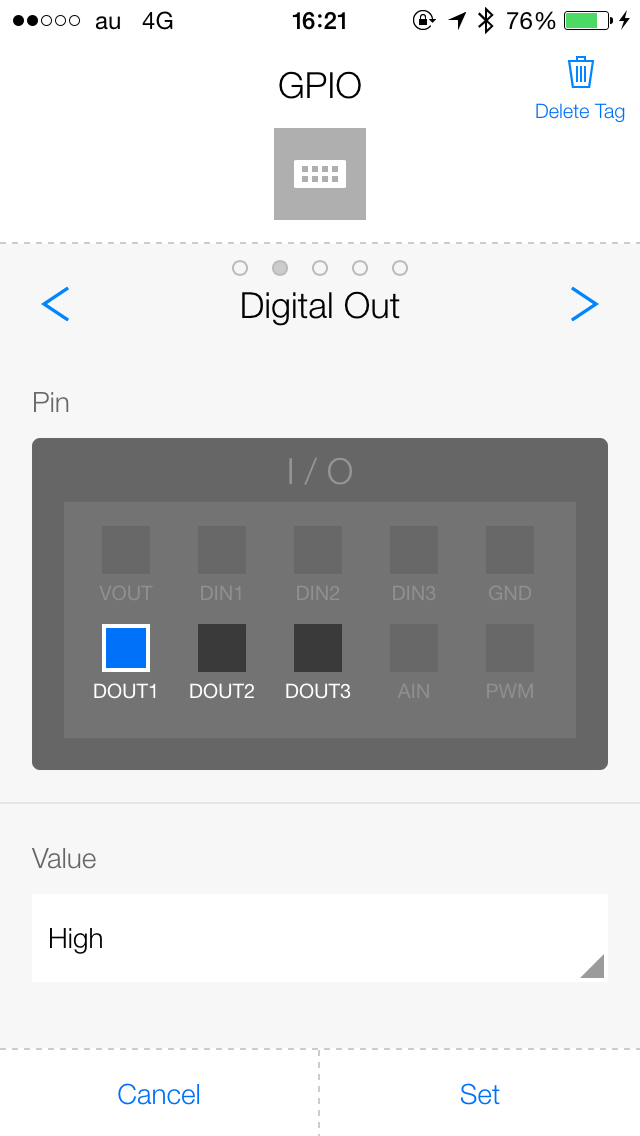 au 4G 16:21 76%
GPIO
Delete Tag
Digital Out
Pin
I / O
VOUT DIN1 DIN2 DIN3 GND
DOUT1 DOUT2 DOUT3 AIN PWM
Value
High
Cancel Set